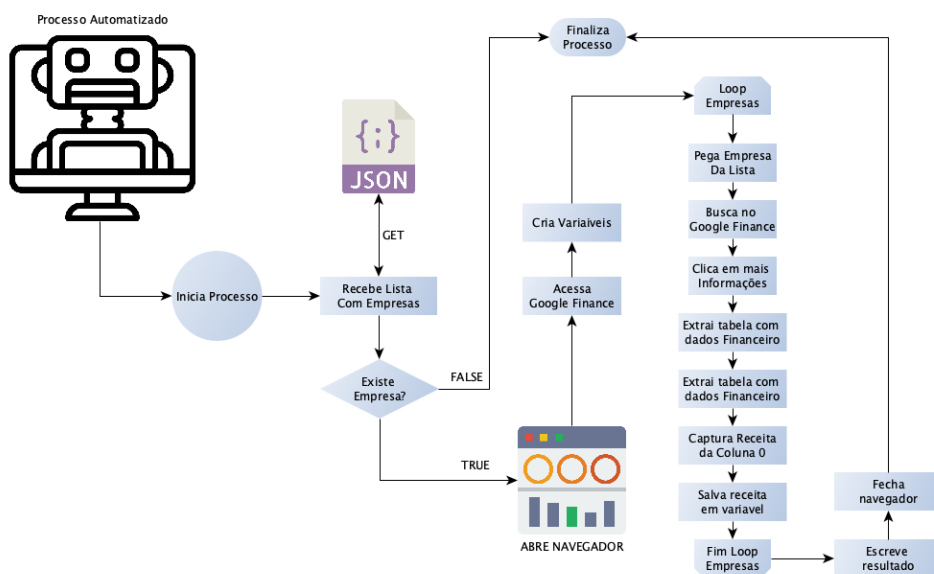 Processo Automatizado
Finaliza
Processo
{;}
JSON
GET
Inicia Processo
Recebe Lista
Com Empresas
Existe
Empresa?
FALSE
TRUE
ABRE NAVEGADOR
Acessa
Google Finance
Cria Variaiveis
Loop
Empresas
Pega Empresa
Da Lista
Busca no
Google Finance
Clica em mais
Informações
Extrai tabela com
dados Financeiro
Extrai tabela com
dados Financeiro
Captura Receita
da Coluna 0
Salva receita
em variavel
Fim Loop
Empresas
Escreve
resultado
Fecha
navegador